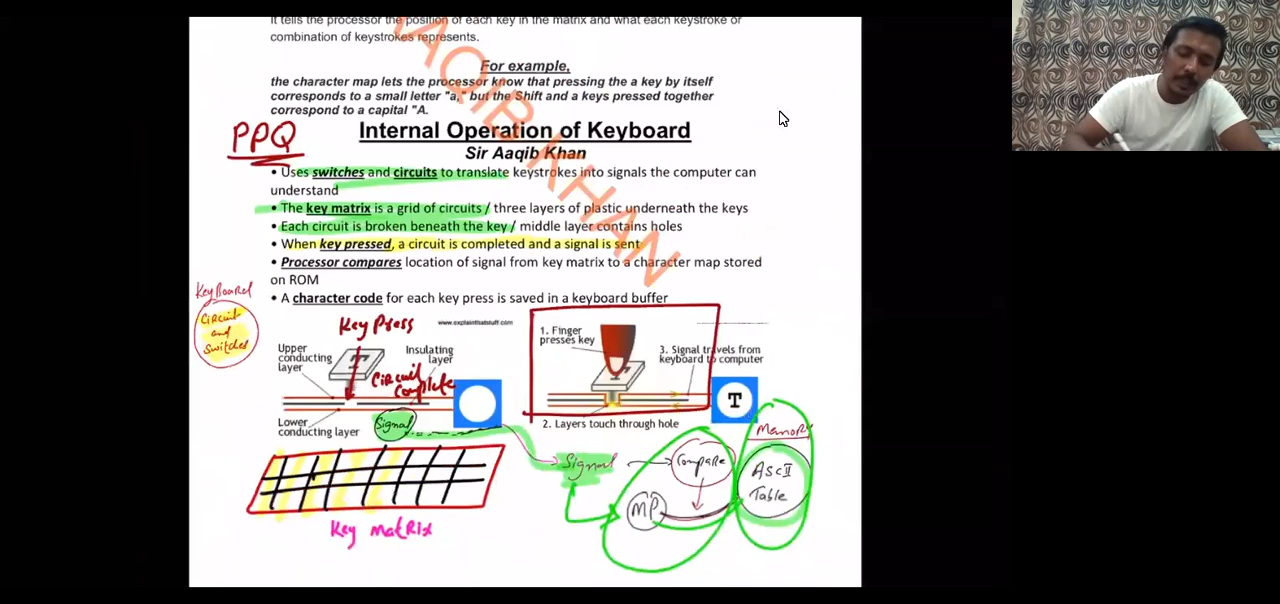 It tells the processor the position of each key in the matrix and what each keystroke or
combination of keystrokes represents.
For example,
the character map lets the processor know that pressing the a key by itself
corresponds to a small letter "a," but the Shift and a keys pressed together
correspond to a capital "A.
PPQ
Internal Operation of Keyboard
Sir Aaqib Khan
• Uses switches and circuits to translate keystrokes into signals the computer can
understand
• The key matrix is a grid of circuits / three layers of plastic underneath the keys
• Each circuit is broken beneath the key / middle layer contains holes
• When key pressed, a circuit is completed and a signal is sent
• Processor compares location of signal from key matrix to a character map stored
on ROM
• A character code for each key press is saved in a keyboard buffer
AAQIB KHAN
KeyBoard
Circuit
and
Switches
Key Press
www.explainthatstuff.com
Upper
conducting
layer
Insulating
layer
T
Circuit
Complete
Lower
conducting layer
Signal
1. Finger
presses key
3. Signal travels from
keyboard to computer
T
T
2. Layers touch through hole
Key matrix
Signal
Compare
MP
Memory
ASCII
Table